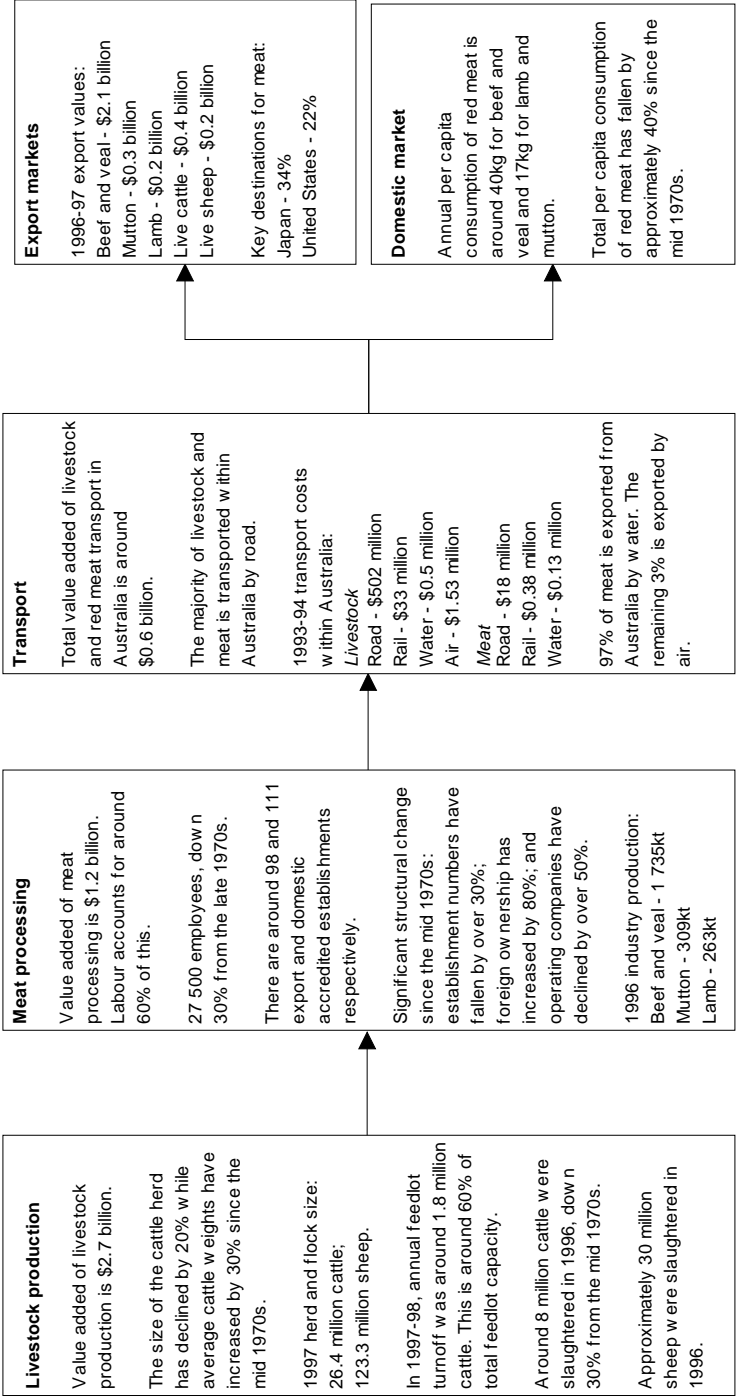 Livestock production
Value added of livestock
production is $2.7 billion.
The size of the cattle herd
has declined by 20% while
average cattle weights have
increased by 30% since the
mid 1970s.
1997 herd and flock size:
26.4 million cattle;
123.3 million sheep.
In 1997-98, annual feedlot
turnoff was around 1.8 million
cattle. This is around 60% of
total feedlot capacity.
Around 8 million cattle were
slaughtered in 1996, down
30% from the mid 1970s.
Approximately 30 million
sheep were slaughtered in
1996.
Meat processing
Value added of meat
processing is $1.2 billion.
Labour accounts for around
60% of this.
27 500 employees, down
30% from the late 1970s.
There are around 98 and 111
export and domestic
accredited establishments
respectively.
Significant structural change
since the mid 1970s:
establishment numbers have
fallen by over 30%;
foreign ownership has
increased by 80%; and
operating companies have
declined by over 50%.
1996 industry production:
Beef and veal - 1 735kt
Mutton - 309kt
Lamb - 263kt
Transport
Total value added of livestock
and red meat transport in
Australia is around
$0.6 billion.
The majority of livestock and
meat is transported within
Australia by road.
1993-94 transport costs
within Australia:
Livestock
Road - $502 million
Rail - $33 million
Water - $0.5 million
Air - $1.53 million
Meat
Road - $18 million
Rail - $0.38 million
Water - $0.13 million
97% of meat is exported from
Australia by water. The
remaining 3% is exported by
air.
Export markets
1996-97 export values:
Beef and veal - $2.1 billion
Mutton - $0.3 billion
Lamb - $0.2 billion
Live cattle - $0.4 billion
Live sheep - $0.2 billion
Key destinations for meat:
Japan - 34%
United States - 22%
Domestic market
Annual per capita
consumption of red meat is
around 40kg for beef and
veal and 17kg for lamb and
mutton.
Total per capita consumption
of red meat has fallen by
approximately 40% since the
mid 1970s.